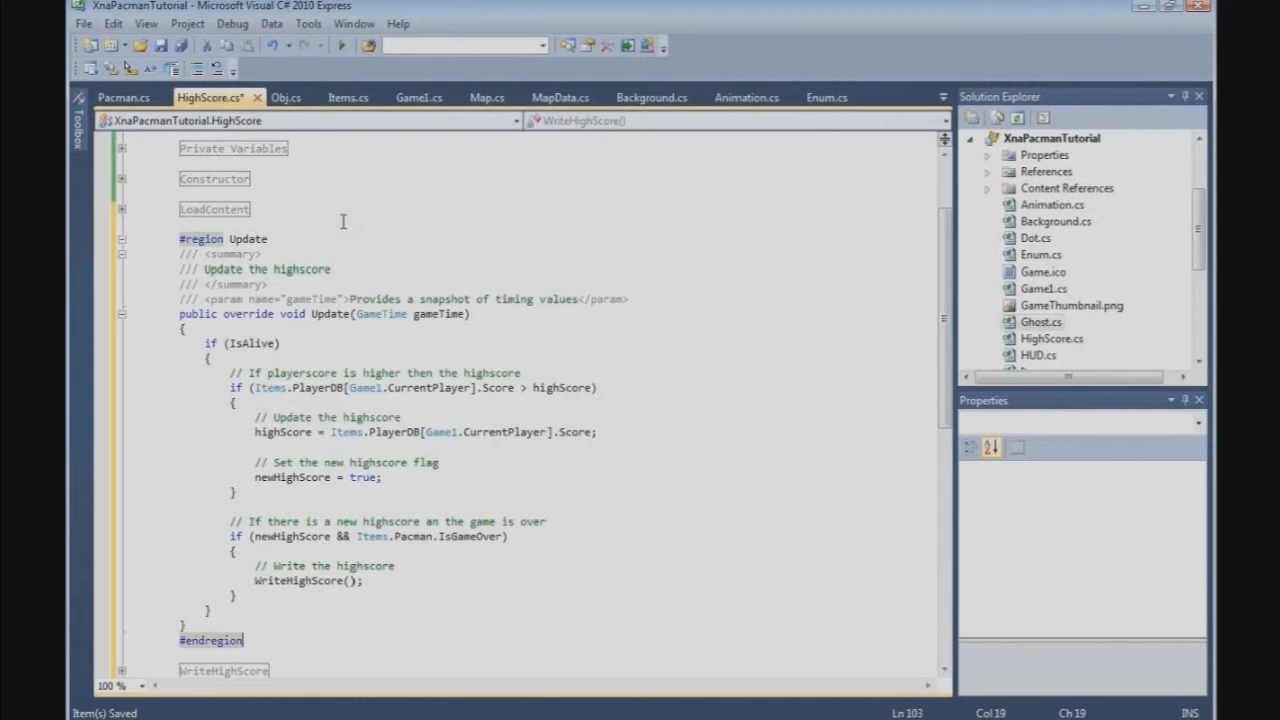 XnaPacmanTutorial - Microsoft Visual C# 2010 Express
File Edit View Project Debug Data Tools Window Help
Pacman.cs HighScore.cs* Obj.cs Items.cs Game1.cs Map.cs MapData.cs Background.cs Animation.cs Enum.cs
XnaPacmanTutorial.HighScore WriteHighScore()
Toolbox
Private Variables
Constructor
LoadContent
#region Update
/// <summary>
/// Update the highscore
/// </summary>
/// <param name="gameTime">Provides a snapshot of timing values</param>
public override void Update(GameTime gameTime)
{
if (IsAlive)
{
// If playerscore is higher then the highscore
if (Items.PlayerDB[Game1.CurrentPlayer].Score > highScore)
{
// Update the highscore
highScore = Items.PlayerDB[Game1.CurrentPlayer].Score;
// Set the new highscore flag
newHighScore = true;
}
// If there is a new highscore an the game is over
if (newHighScore && Items.Pacman.IsGameOver)
{
// Write the highscore
WriteHighScore();
}
}
}
#endregion
WriteHighScore
100 %
Solution Explorer
XnaPacmanTutorial
Properties
References
Content References
Animation.cs
Background.cs
Dot.cs
Enum.cs
Game.ico
Game1.cs
GameThumbnail.png
Ghost.cs
HighScore.cs
HUD.cs
Properties
Item(s) Saved Ln 103 Col 19 Ch 19 INS